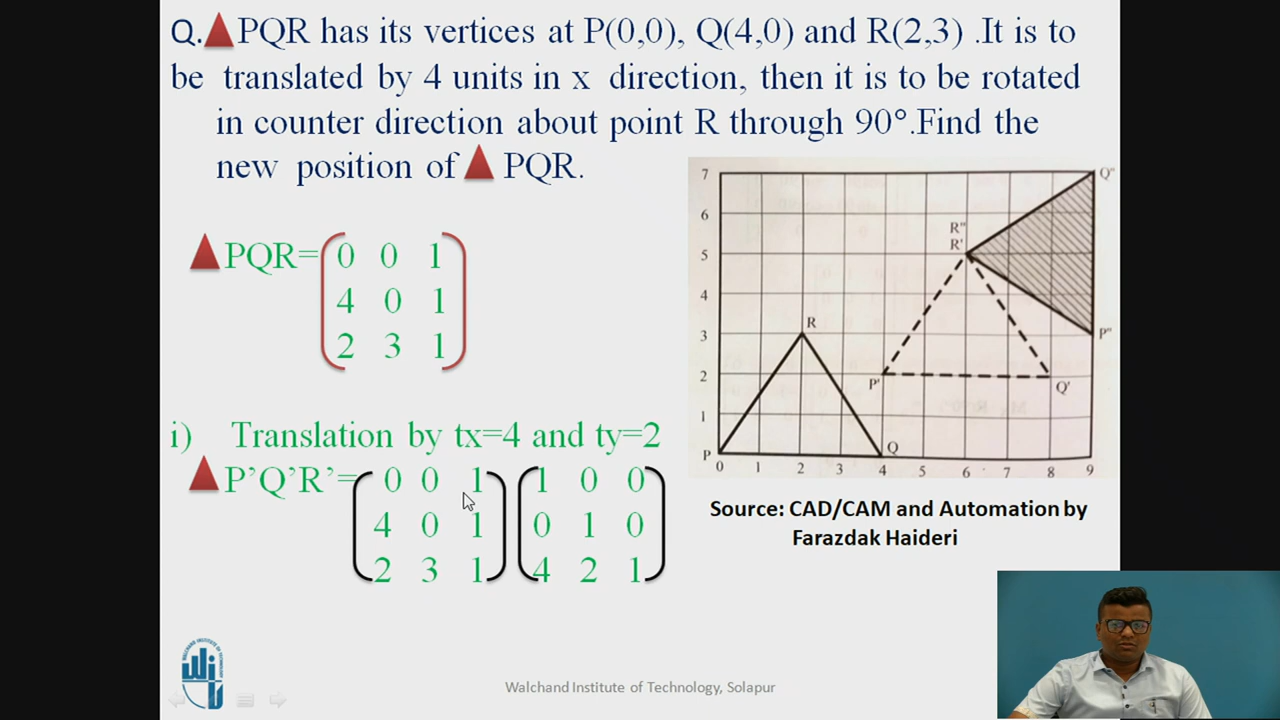 Q.▲PQR has its vertices at P(0,0), Q(4,0) and R(2,3) .It is to
be translated by 4 units in x direction, then it is to be rotated
in counter direction about point R through 90°.Find the
new position of ▲ PQR.
▲PQR=
0 0 1
4 0 1
2 3 1
i) Translation by tx=4 and ty=2
▲P’Q’R’=
0 0 1 1 0 0
4 0 1 0 1 0
2 3 1 4 2 1
7 Q"
6
R"
R'
5
4
R
3 P"
2 P' Q'
1
P Q
0 1 2 3 4 5 6 7 8 9
Source: CAD/CAM and Automation by
Farazdak Haideri
WALCHAND INSTITUTE OF TECHNOLOGY
Walchand Institute of Technology, Solapur